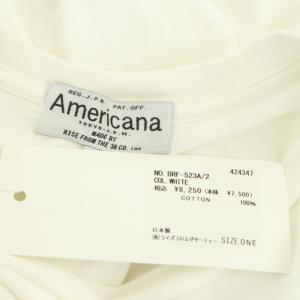 REG. J.P.N. PAT. OFF.
Americana
TOKYO-J.P.N.
MADE BY
RISE FROM THE 30 CO, inc
NO. BRF-523A/2 424347
COL. WHITE
税込 ¥8,250 (本体 ¥7,500)
COTTON 100%
日本製
(有)ライズフロムザサーティー SIZE ONE